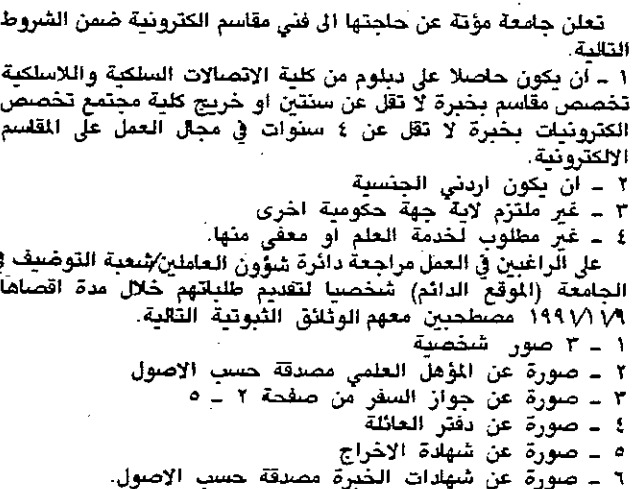 تعلن جامعة مؤتة عن حاجتها الى فني مقاسم الكترونية ضمن الشروط
التالية.
١ - ان يكون حاصلا على دبلوم من كلية الاتصالات السلكية واللاسلكية
تخصص مقاسم بخبرة لا تقل عن سنتين او خريج كلية مجتمع تخصص
الكترونيات بخبرة لا تقل عن ٤ سنوات في مجال العمل على المقاسم
الالكترونية.
٢ - ان يكون اردني الجنسية
٣ - غير ملتزم لاية جهة حكومية اخرى
٤ - غير مطلوب لخدمة العلم او معفى منها.
على الراغبين في العمل مراجعة دائرة شؤون العاملين/شعبة التوضيف في
الجامعة (الموقع الدائم) شخصيا لتقديم طلباتهم خلال مدة اقصاها
١٩٩١/١١/٩ مصطحبين معهم الوثائق الثبوتية التالية.
١ - ٣ صور شخصية
٢ - صورة عن المؤهل العلمي مصدقة حسب الاصول
٣ - صورة عن جواز السفر من صفحة ٢ - ٥
٤ - صورة عن دفتر العائلة
٥ - صورة عن شهادة الاخراج
٦ - صورة عن شهادات الخبرة مصدقة حسب الاصول.